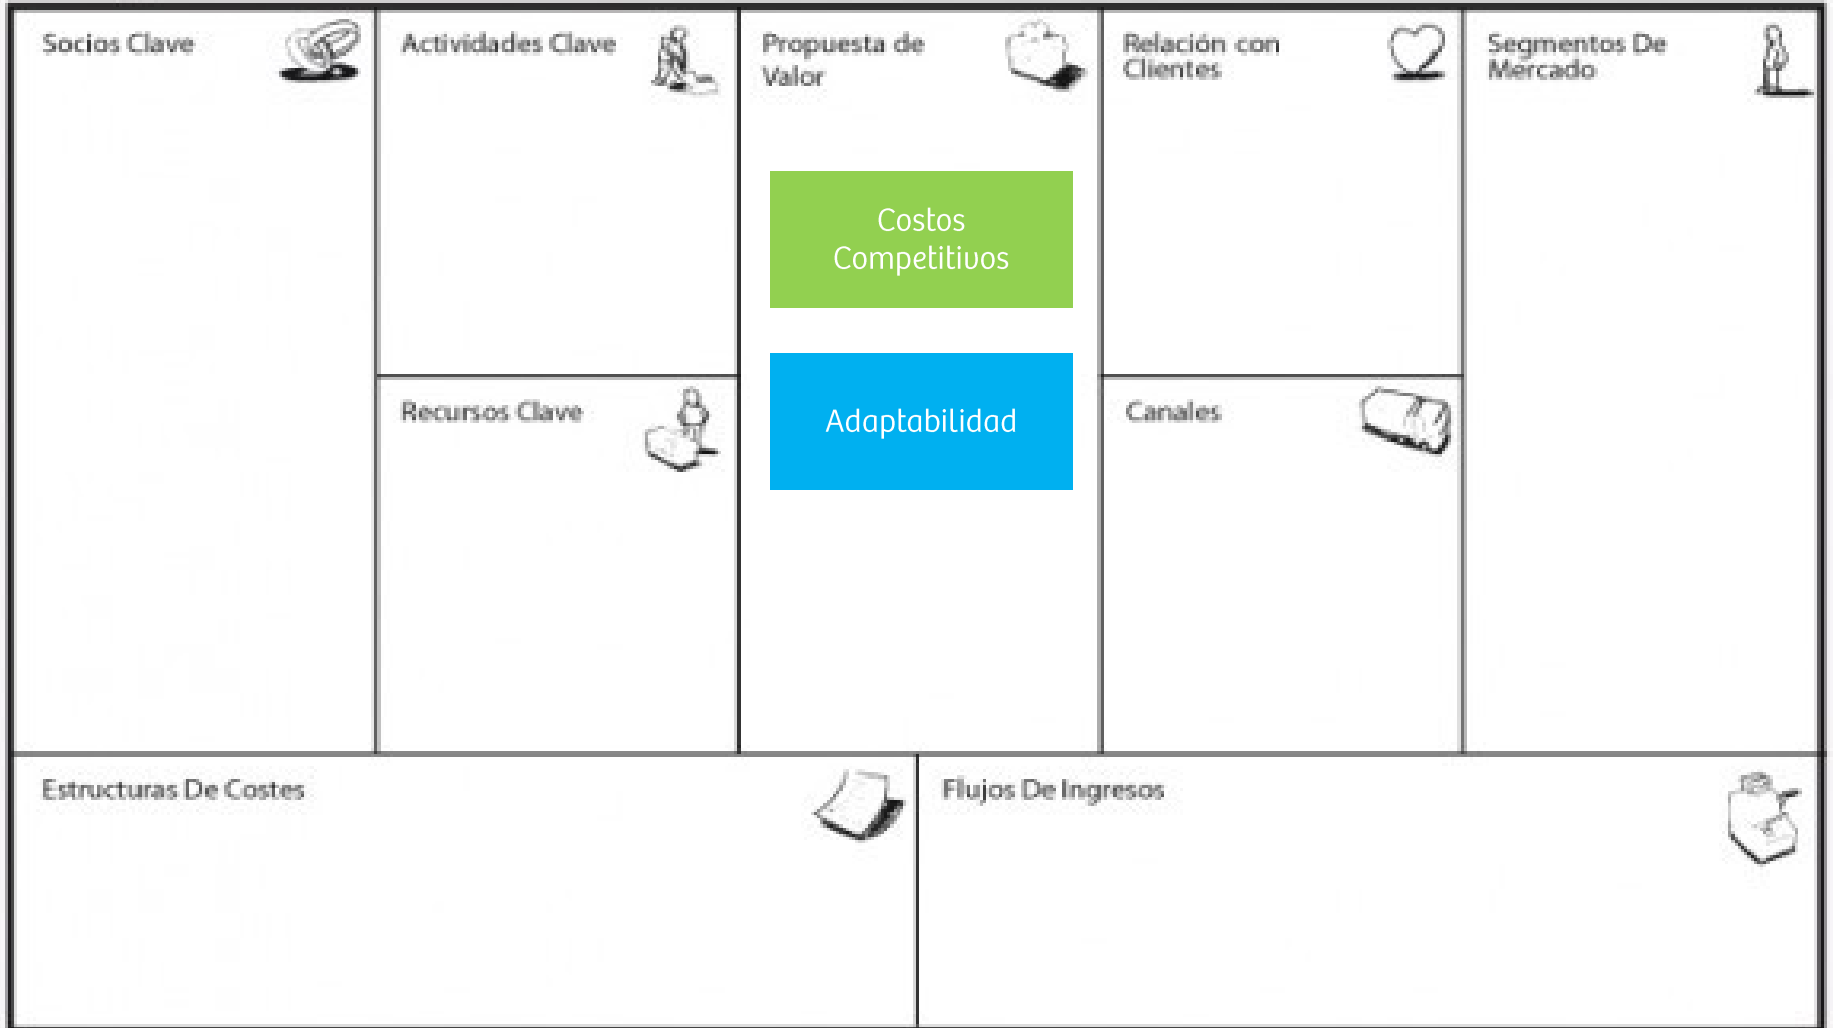 Socios Clave
Actividades Clave
Propuesta de
Valor
Relación con
Clientes
Segmentos De
Mercado
Costos
Competitivos
Adaptabilidad
Recursos Clave
Canales
Estructuras De Costes
Flujos De Ingresos